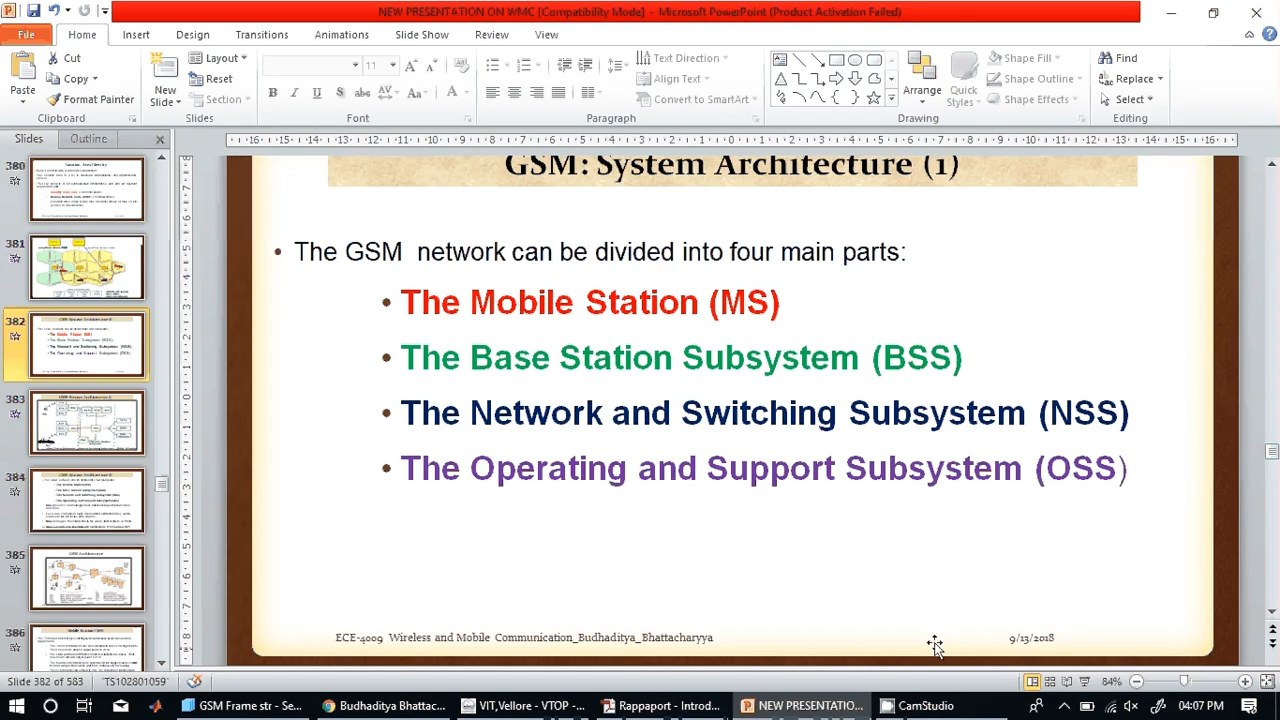 NEW PRESENTATION ON WMC [Compatibility Mode] - Microsoft PowerPoint (Product Activation Failed)
File Home Insert Design Transitions Animations Slide Show Review View
Cut
Copy
Format Painter
Paste
Clipboard
New Slide
Layout
Reset
Section
Slides
11
Font
Text Direction
Align Text
Convert to SmartArt
Paragraph
Arrange
Quick Styles
Shape Fill
Shape Outline
Shape Effects
Drawing
Find
Replace
Select
Editing
Slides Outline
380
381
382
383
384
385
386
GSM: System Architecture (1)
• The GSM network can be divided into four main parts:
• The Mobile Station (MS)
• The Base Station Subsystem (BSS)
• The Network and Switching Subsystem (NSS)
• The Operating and Support Subsystem (OSS)
ECE-4009 Wireless and Mobile Communication_Budhaditya_Bhattacharyya 9/13/2018
Slide 382 of 583 "TS102801059" 84%
GSM Frame str - Se... Budhaditya Bhattac... VIT,Vellore - VTOP -... Rappaport - Introd... NEW PRESENTATIO... CamStudio 04:07 PM